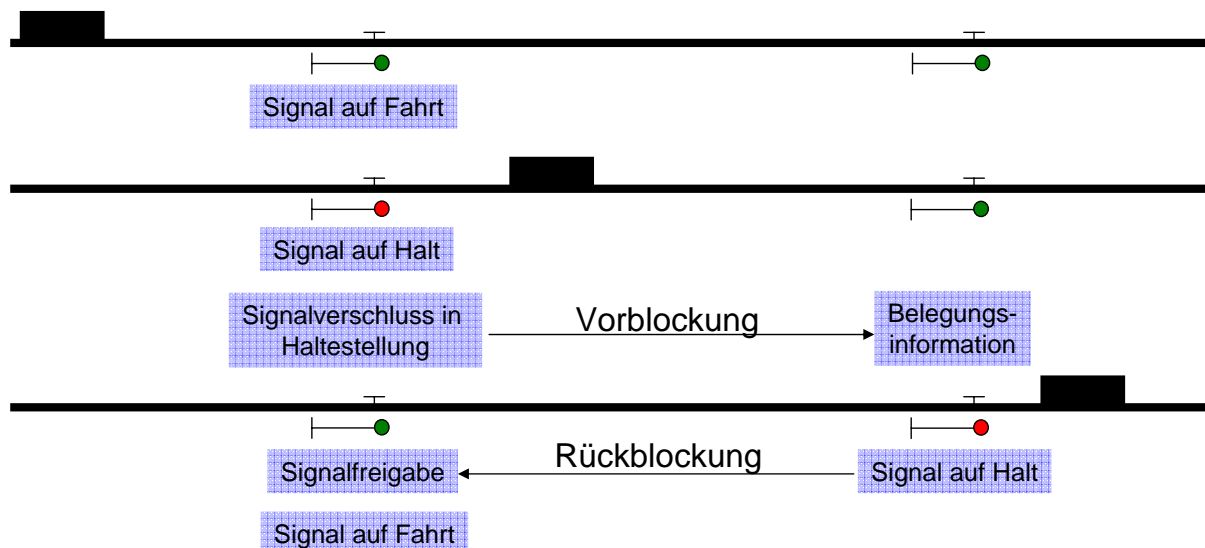 Signal auf Fahrt
Signal auf Halt
Signalverschluss in
Haltestellung
Vorblockung
Belegungs-
information
Signalfreigabe
Rückblockung
Signal auf Halt
Signal auf Fahrt